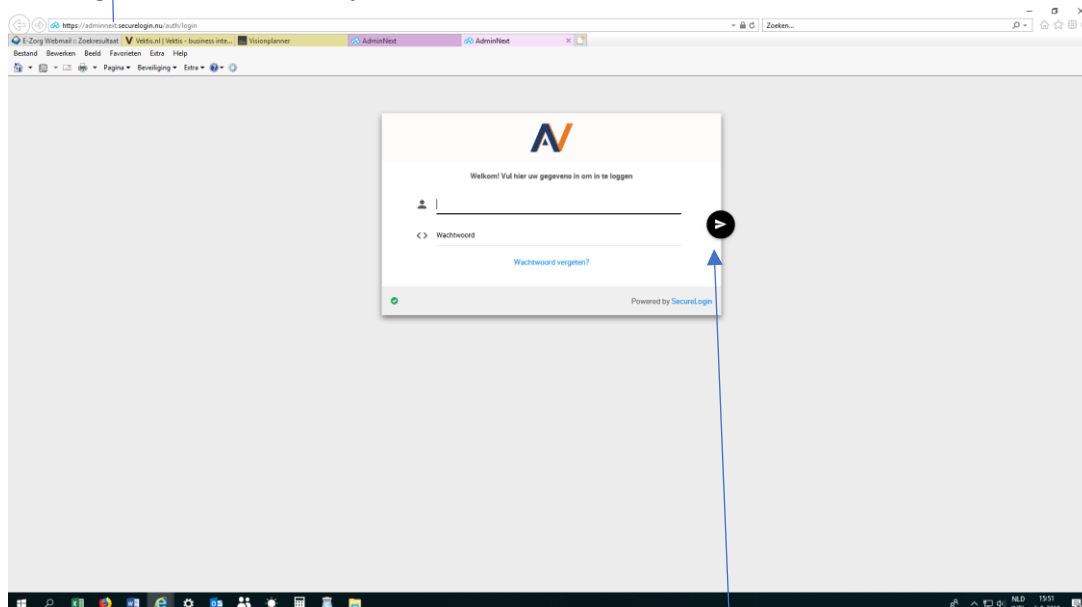 https://adminnext.securelogin.nu/auth/login
Zoeken...
E-Zorg Webmail :: Zoekresultaat
Vektis.nl | Vektis - business inte...
Visionplanner
AdminNext
AdminNext
Bestand Bewerken Beeld Favorieten Extra Help
Pagina Beveiliging Extra
Welkom! Vul hier uw gegevens in om in te loggen
Wachtwoord
Wachtwoord vergeten?
Powered by SecureLogin
NLD 15:51